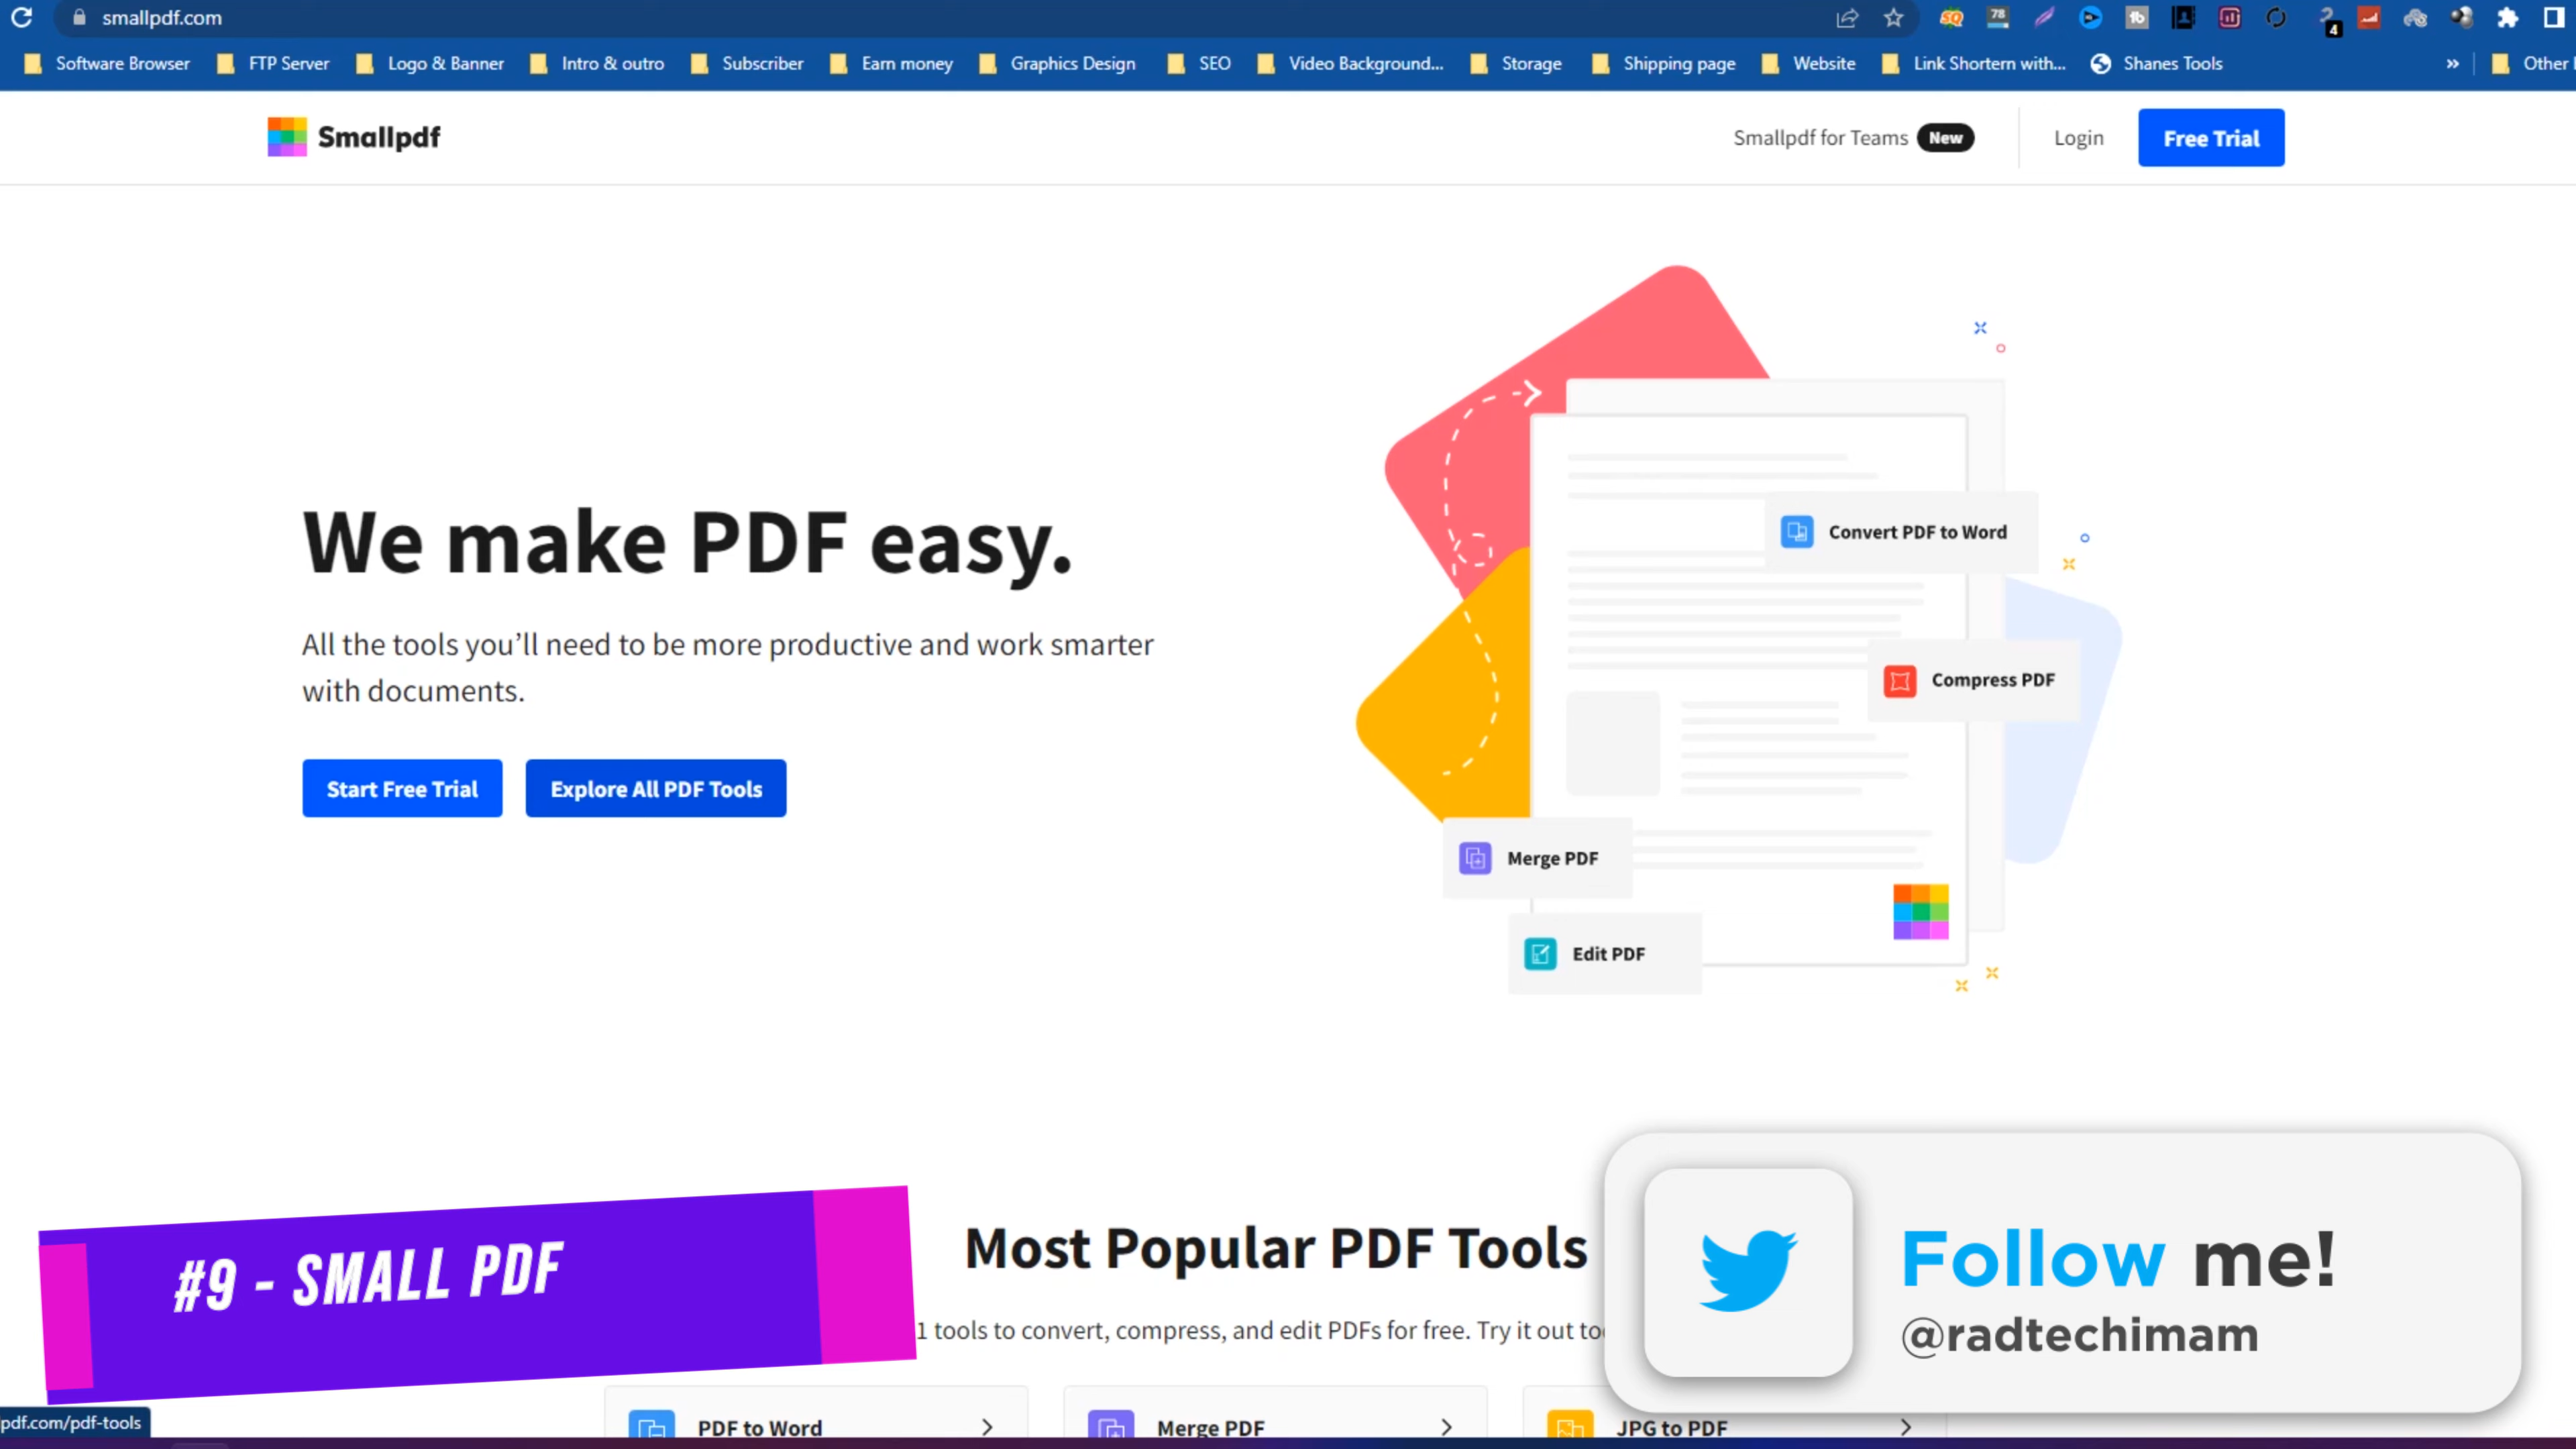 smallpdf.com
78
4
Software Browser FTP Server Logo & Banner Intro & outro Subscriber Earn money Graphics Design SEO Video Background... Storage Shipping page Website Link Shortern with... Shanes Tools » Other
Smallpdf
Smallpdf for Teams New Login Free Trial
We make PDF easy.
All the tools you’ll need to be more productive and work smarter
with documents.
Start Free Trial Explore All PDF Tools
Convert PDF to Word
Compress PDF
Merge PDF
Edit PDF
#9 - SMALL PDF
Most Popular PDF Tools
1 tools to convert, compress, and edit PDFs for free. Try it out
Follow me!
@radtechimam
pdf.com/pdf-tools
PDF to Word
Merge PDF
JPG to PDF